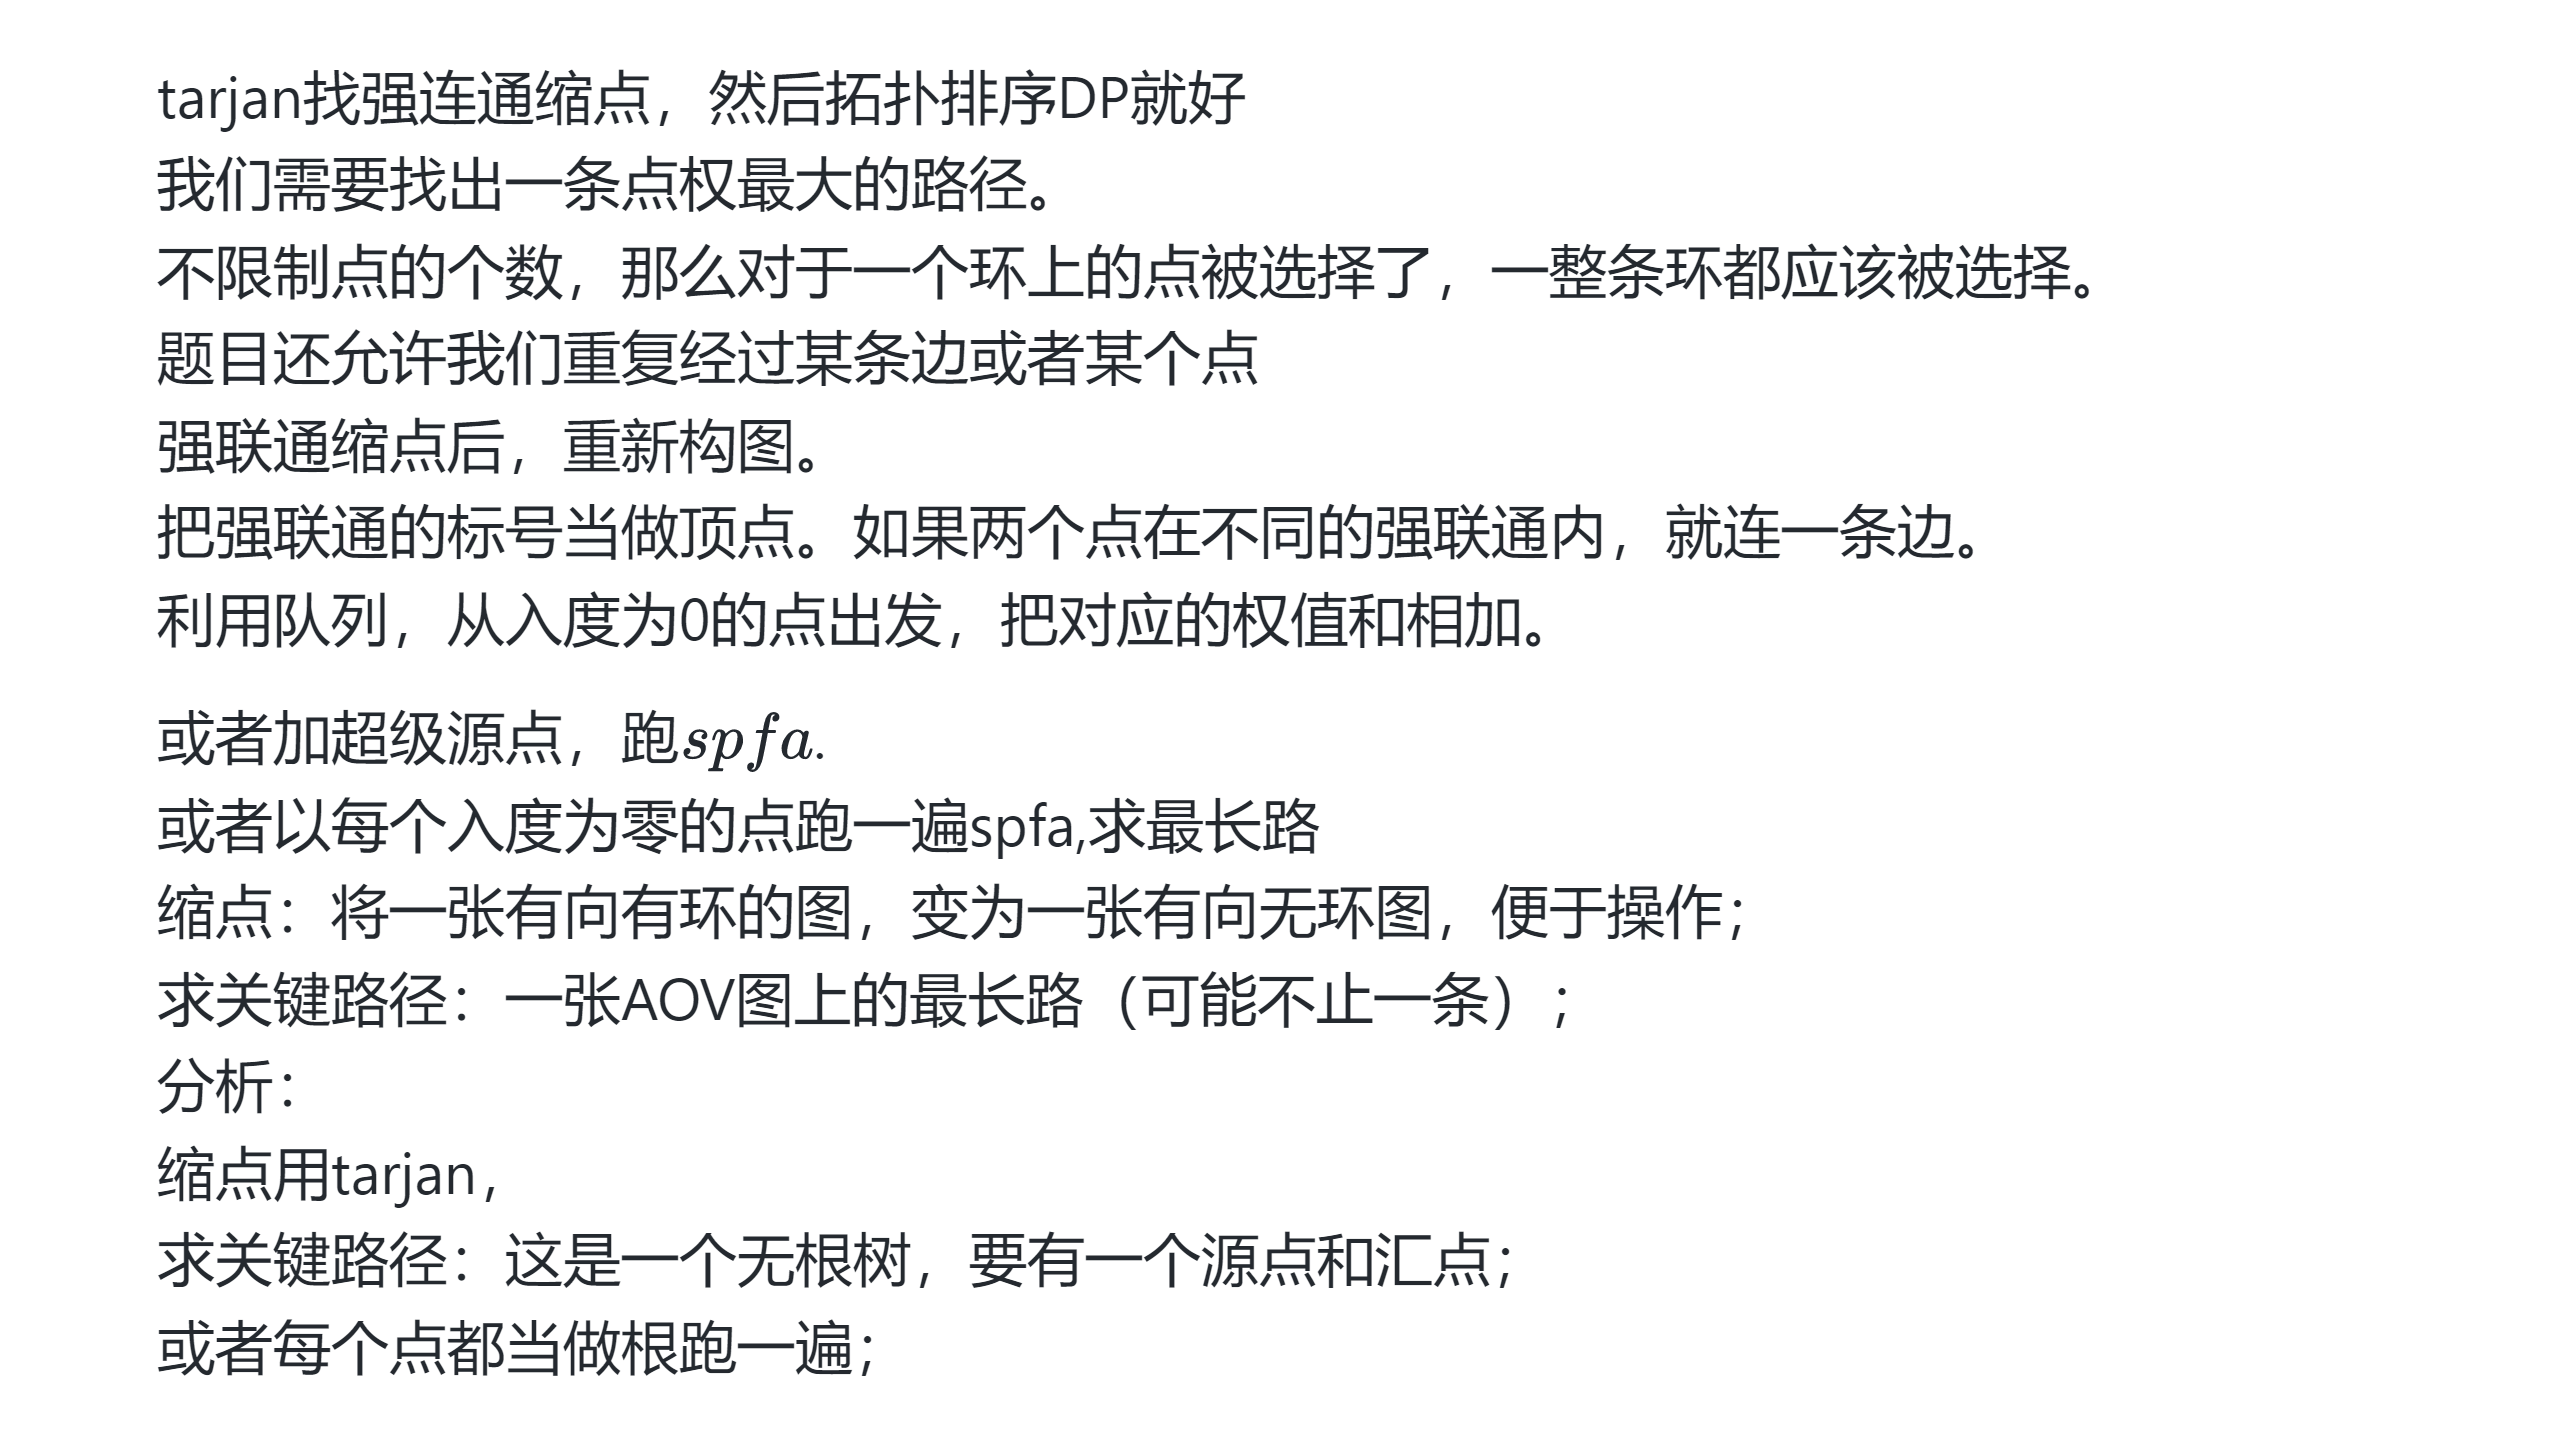 tarjan找强连通缩点，然后拓扑排序DP就好
我们需要找出一条点权最大的路径。
不限制点的个数，那么对于一个环上的点被选择了，一整条环都应该被选择。
题目还允许我们重复经过某条边或者某个点
强联通缩点后，重新构图。
把强联通的标号当做顶点。如果两个点在不同的强联通内，就连一条边。
利用队列，从入度为0的点出发，把对应的权值和相加。
或者加超级源点，跑spfa.
或者以每个入度为零的点跑一遍spfa,求最长路
缩点：将一张有向有环的图，变为一张有向无环图，便于操作；
求关键路径：一张AOV图上的最长路（可能不止一条）；
分析：
缩点用tarjan，
求关键路径：这是一个无根树，要有一个源点和汇点；
或者每个点都当做根跑一遍；